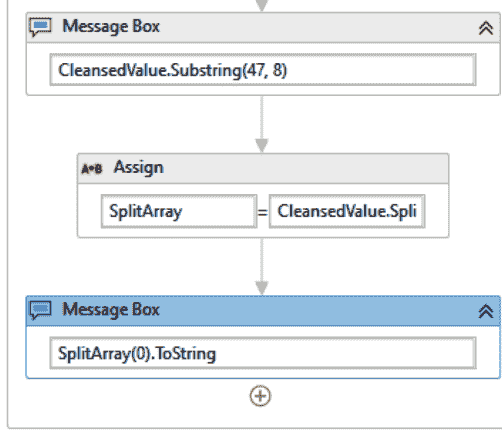 Message Box
CleansedValue.Substring(47, 8)
A•B Assign
SplitArray = CleansedValue.Spli
Message Box
SplitArray(0).ToString